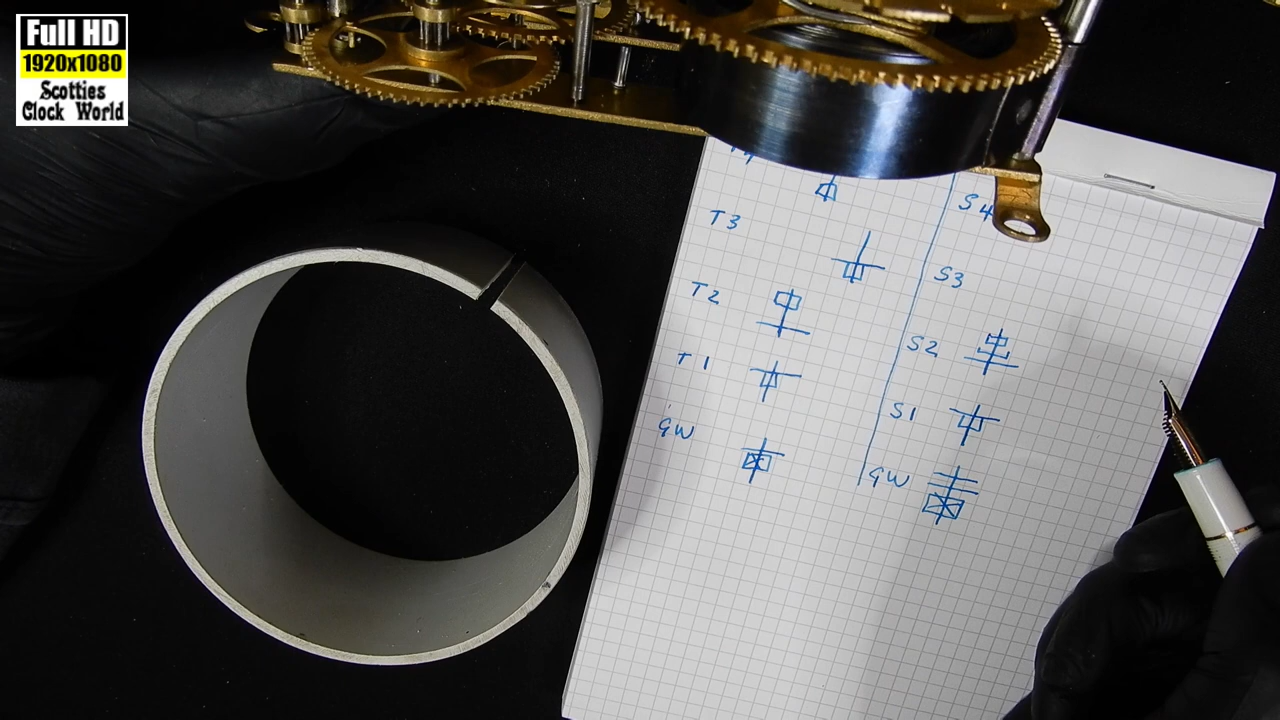 Full HD
1920x1080
Scotties
Clock World
S4
T3
S3
T2
S2
T1
S1
GW
GW